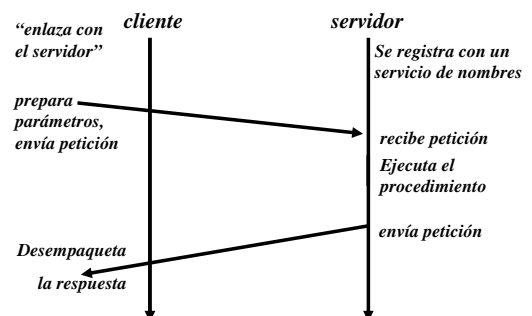 “enlaza con
el servidor”
cliente
servidor
Se registra con un
servicio de nombres
prepara
parámetros,
envía petición
recibe petición
Ejecuta el
procedimiento
envía petición
Desempaqueta
la respuesta